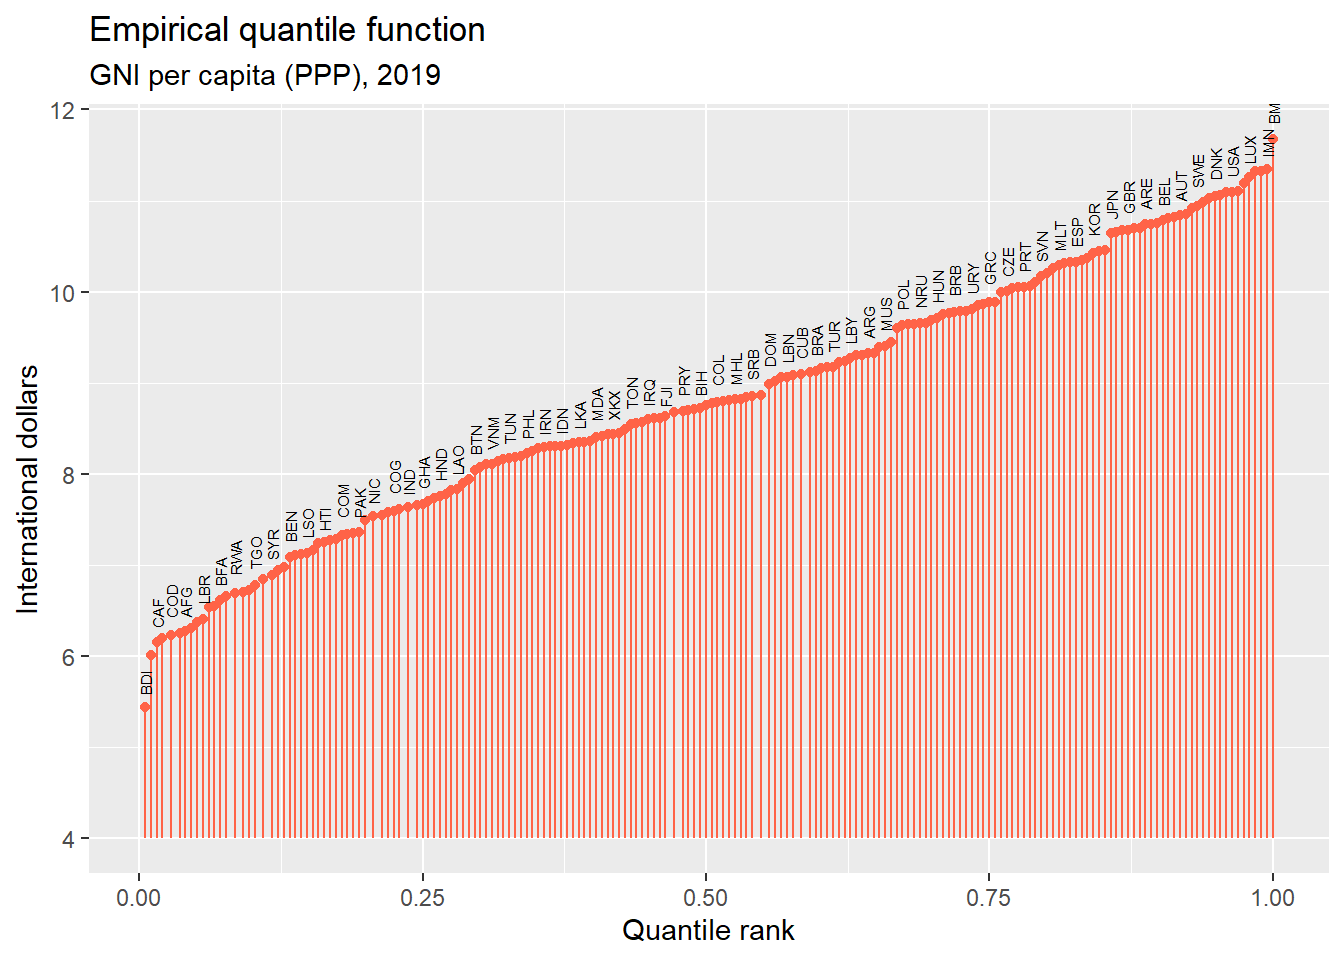 Empirical quantile function
GNI per capita (PPP), 2019
International dollars
12
10
8
6
4
BDI
CAF
COD
AFG
LBR
BFA
RWA
TGO
SYR
BEN
LSO
HTI
COM
PAK
NIC
COG
IND
GHA
HND
LAO
BTN
VNM
TUN
PHL
IRN
IDN
LKA
MDA
XKX
TON
IRQ
FJI
PRY
BIH
COL
MHL
SRB
DOM
LBN
CUB
BRA
TUR
LBY
ARG
MUS
POL
NRU
HUN
BRB
URY
GRC
CZE
PRT
SVN
MLT
ESP
KOR
JPN
GBR
ARE
BEL
AUT
SWE
DNK
USA
LUX
IMN
BM
0.00
0.25
0.50
0.75
1.00
Quantile rank